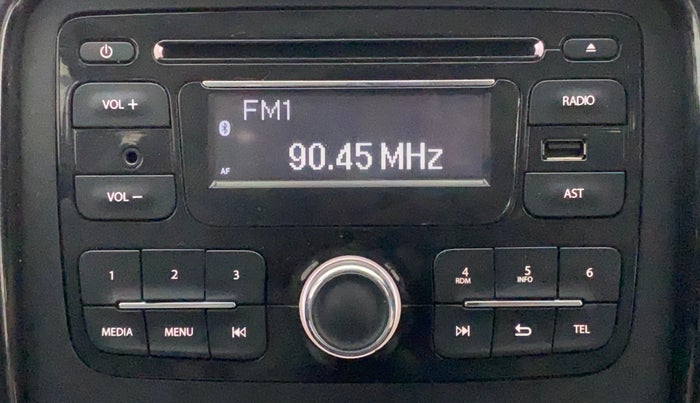 VOL +
RADIO
FM1
90.45 MHz
AF
VOL −
AST
1 2 3
4 5 6
RDM INFO
MEDIA MENU
TEL